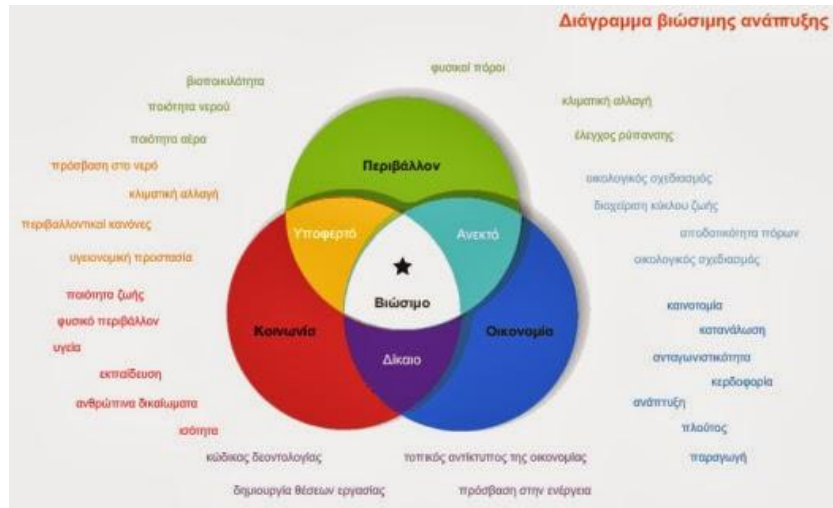 Διάγραμμα βιώσιμης ανάπτυξης
φυσικοί πόροι
βιοποικιλότητα
ποιότητα νερού
ποιότητα αέρα
πρόσβαση στο νερό
κλιματική αλλαγή
περιβαλλοντικοί κανόνες
υγειονομική προστασία
ποιότητα ζωής
φυσικό περιβάλλον
υγεία
εκπαίδευση
ανθρώπινα δικαίωματα
ισότητα
Περιβάλλον
Υποφερτό
Ανεκτό
Βιώσιμο
Κοινωνία
Οικονομία
Δίκαιο
κλιματική αλλαγή
έλεγχος ρύπανσης
οικολογικός σχεδιασμός
διαχείριση κύκλου ζωής
αποδοτικότητα πόρων
οικολογικός σχεδιασμός
καινοτομία
κατανάλωση
ανταγωνιστικότητα
κερδοφορία
ανάπτυξη
πλούτος
παραγωγή
κώδικας δεοντολογίας
τοπικός αντίκτυπος της οικονομίας
δημιουργία θέσεων εργασίας
πρόσβαση στην ενέργεια